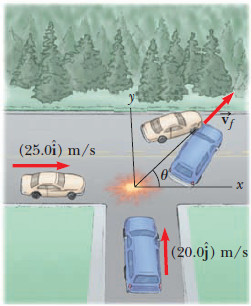 y
v⃗f
(25.0î) m/s
θ
x
(20.0ĵ) m/s